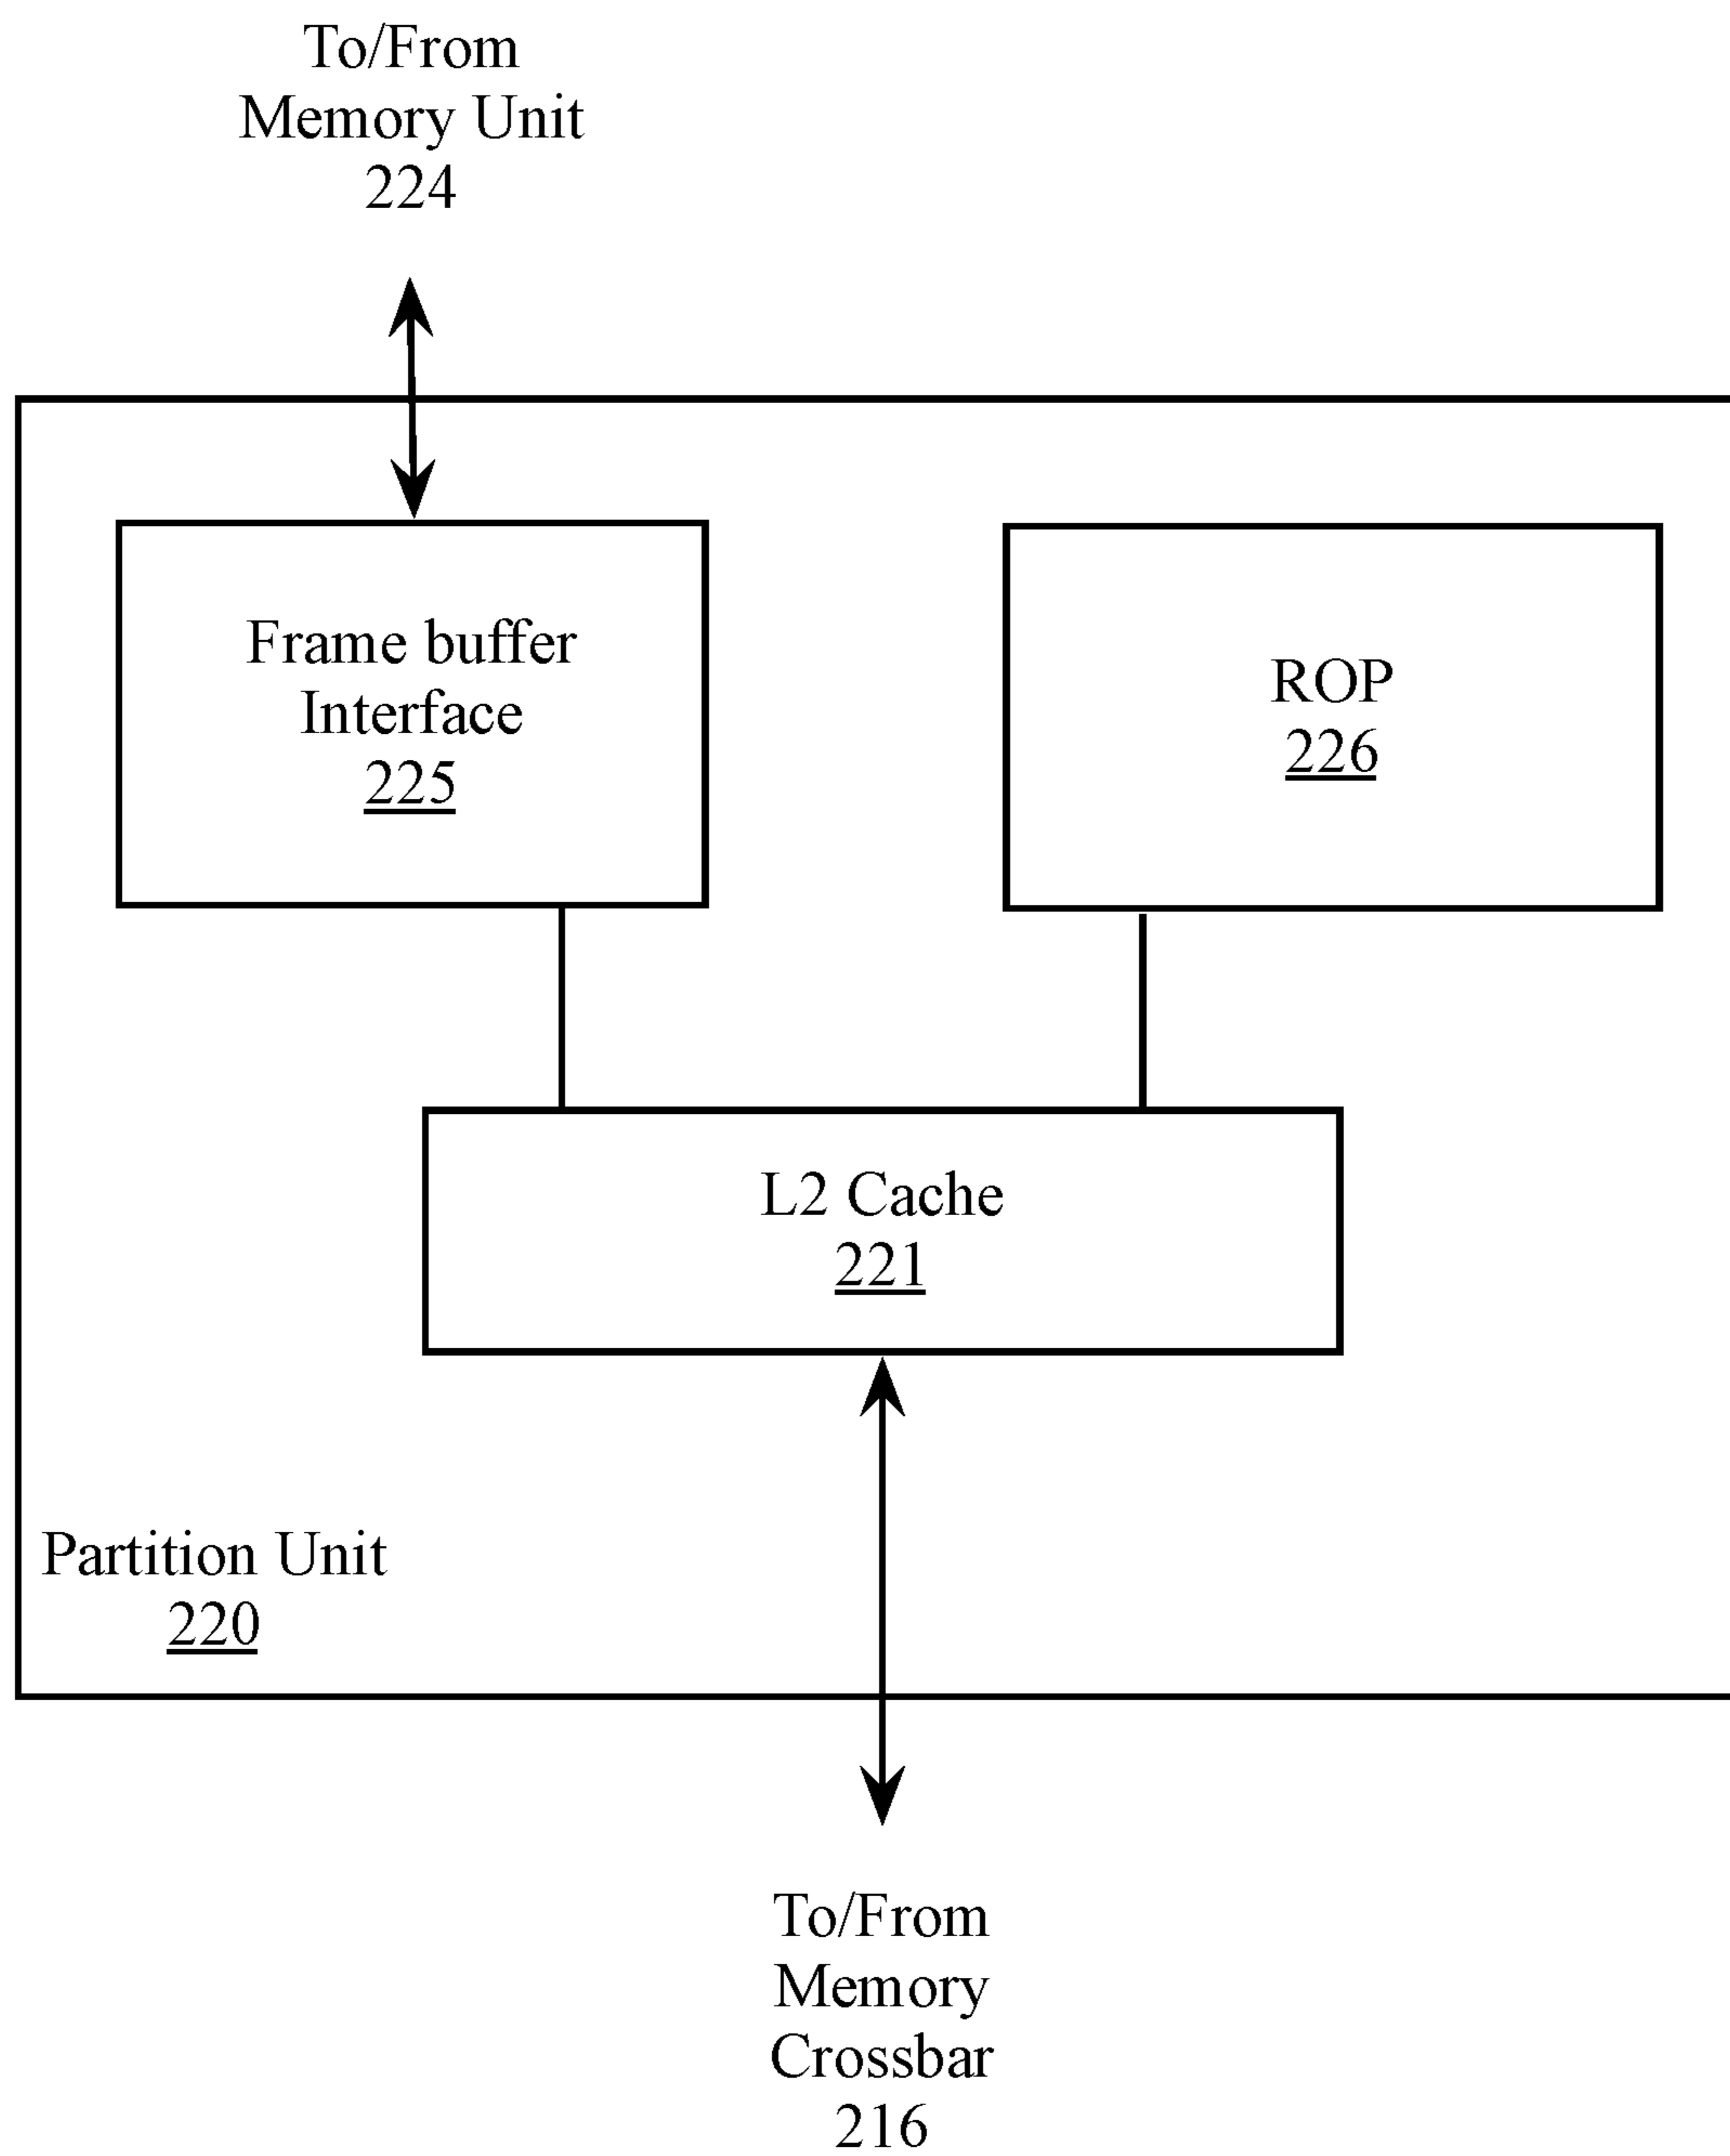 To/From
Memory Unit
224
Frame buffer
Interface
225
ROP
226
L2 Cache
221
Partition Unit
220
To/From
Memory
Crossbar
216